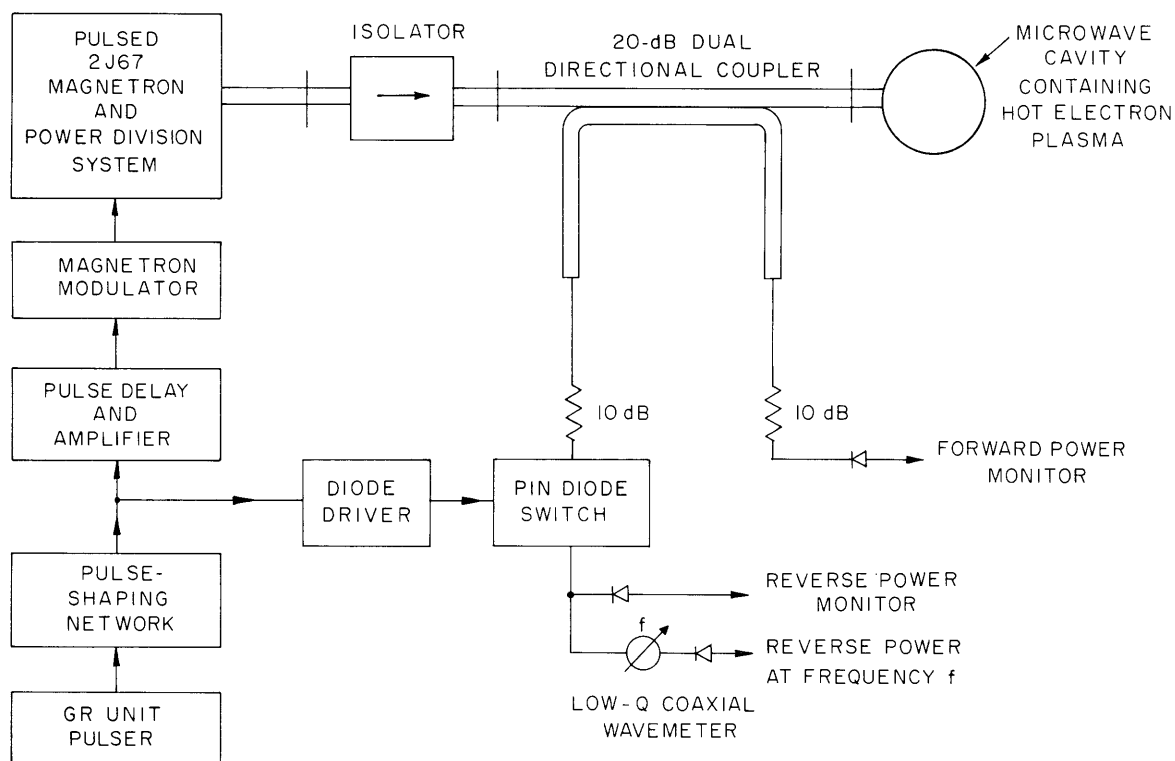 PULSED
2J67
MAGNETRON
AND
POWER DIVISION
SYSTEM
ISOLATOR
20-dB DUAL
DIRECTIONAL COUPLER
MICROWAVE
CAVITY
CONTAINING
HOT ELECTRON
PLASMA
MAGNETRON
MODULATOR
PULSE DELAY
AND
AMPLIFIER
10 dB
10 dB
FORWARD POWER
MONITOR
DIODE
DRIVER
PIN DIODE
SWITCH
PULSE-
SHAPING
NETWORK
REVERSE POWER
MONITOR
f
REVERSE POWER
AT FREQUENCY f
LOW-Q COAXIAL
WAVEMETER
GR UNIT
PULSER